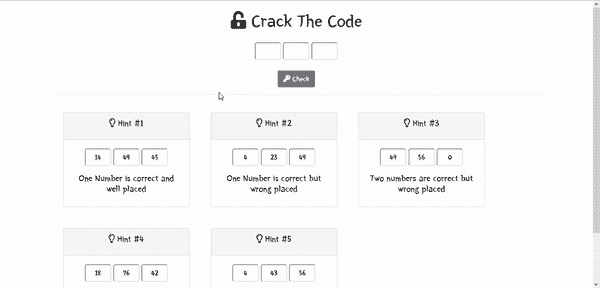 Crack The Code
Check
Hint #1
34 49 45
One Number is correct and
well placed
Hint #2
4 23 49
One Number is correct but
wrong placed
Hint #3
49 56 0
Two numbers are correct but
wrong placed
Hint #4
18 76 42
Hint #5
4 43 56